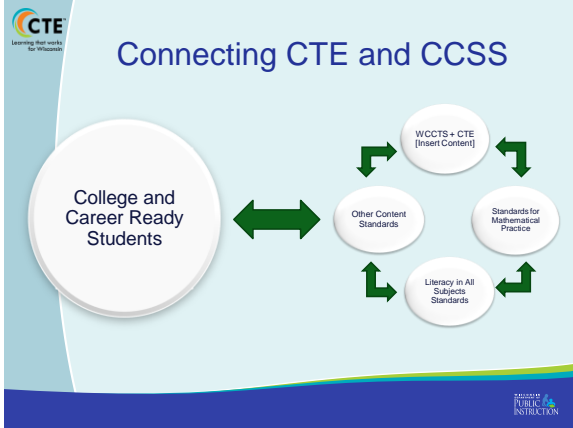 CTE
Learning that works
for Wisconsin
Connecting CTE and CCSS
College and
Career Ready
Students
WCCTS + CTE
[Insert Content]
Other Content
Standards
Standards for
Mathematical
Practice
Literacy in All
Subjects
Standards
WISCONSIN
PUBLIC
INSTRUCTION